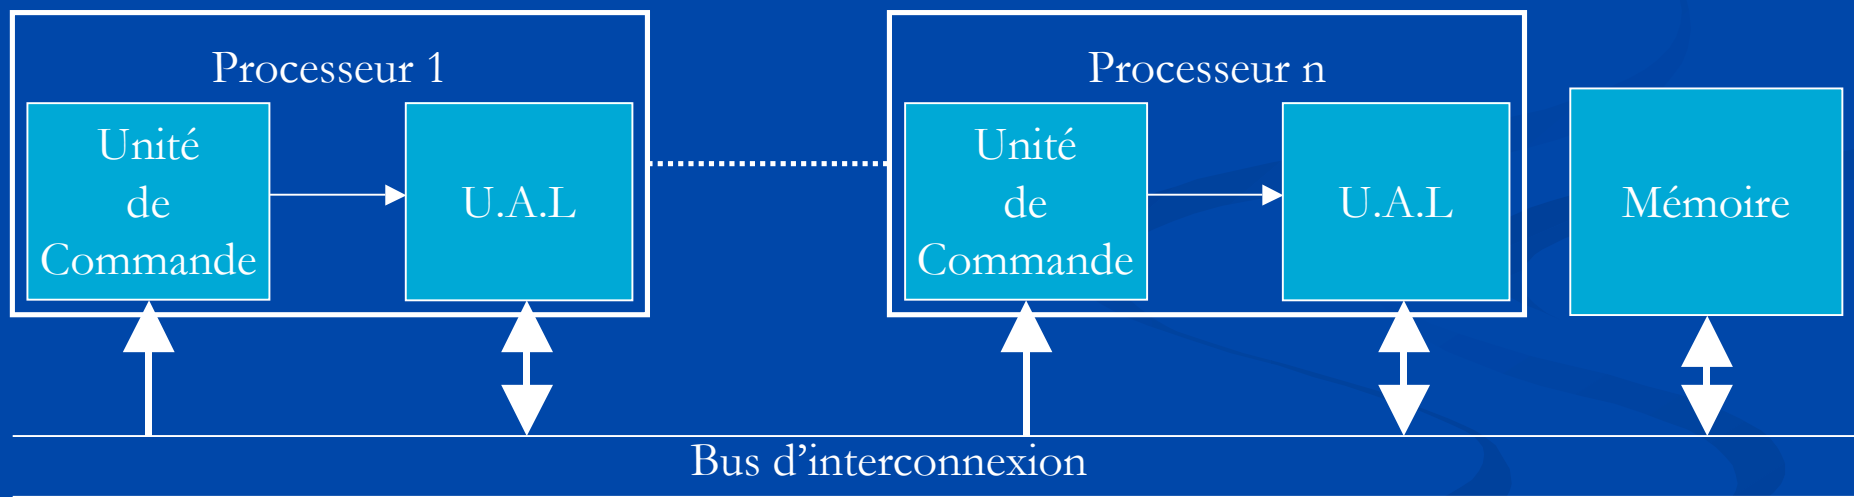 Processeur 1
Unité
de
Commande
U.A.L
Processeur n
Unité
de
Commande
U.A.L
Mémoire
Bus d’interconnexion